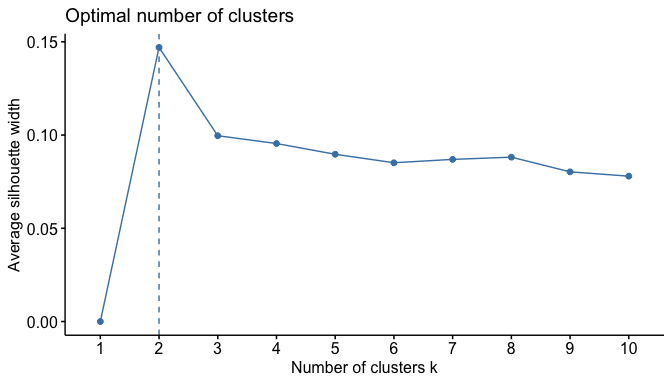 Optimal number of clusters
Average silhouette width
0.15
0.10
0.05
0.00
1 2 3 4 5 6 7 8 9 10
Number of clusters k